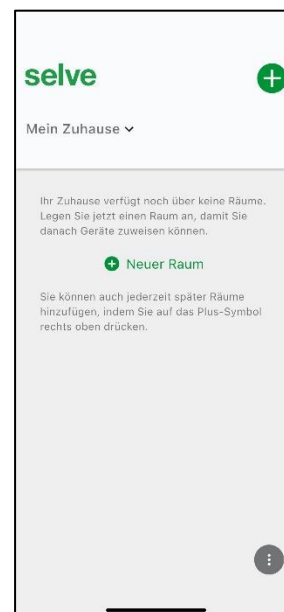 selve
Mein Zuhause
Ihr Zuhause verfügt noch über keine Räume.
Legen Sie jetzt einen Raum an, damit Sie
danach Geräte zuweisen können.
Neuer Raum
Sie können auch jederzeit später Räume
hinzufügen, indem Sie auf das Plus-Symbol
rechts oben drücken.